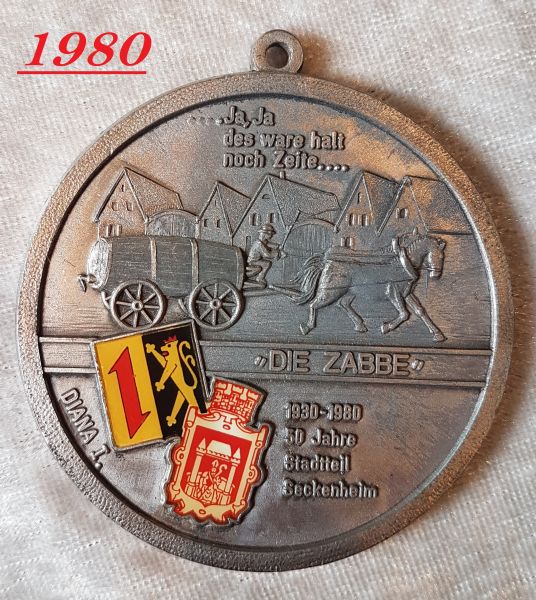 1980
....Ja, Ja
des ware halt
noch Zeite....
"DIE ZABBE"
DIANA I.
1930-1980
50 Jahre
Stadtteil
Seckenheim